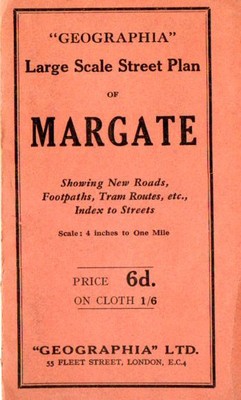 "GEOGRAPHIA"
Large Scale Street Plan
OF
MARGATE
Showing New Roads,
Footpaths, Tram Routes, etc.,
Index to Streets
Scale: 4 inches to One Mile
PRICE 6d.
ON CLOTH 1/6
"GEOGRAPHIA" LTD.
55 FLEET STREET, LONDON, E.C.4